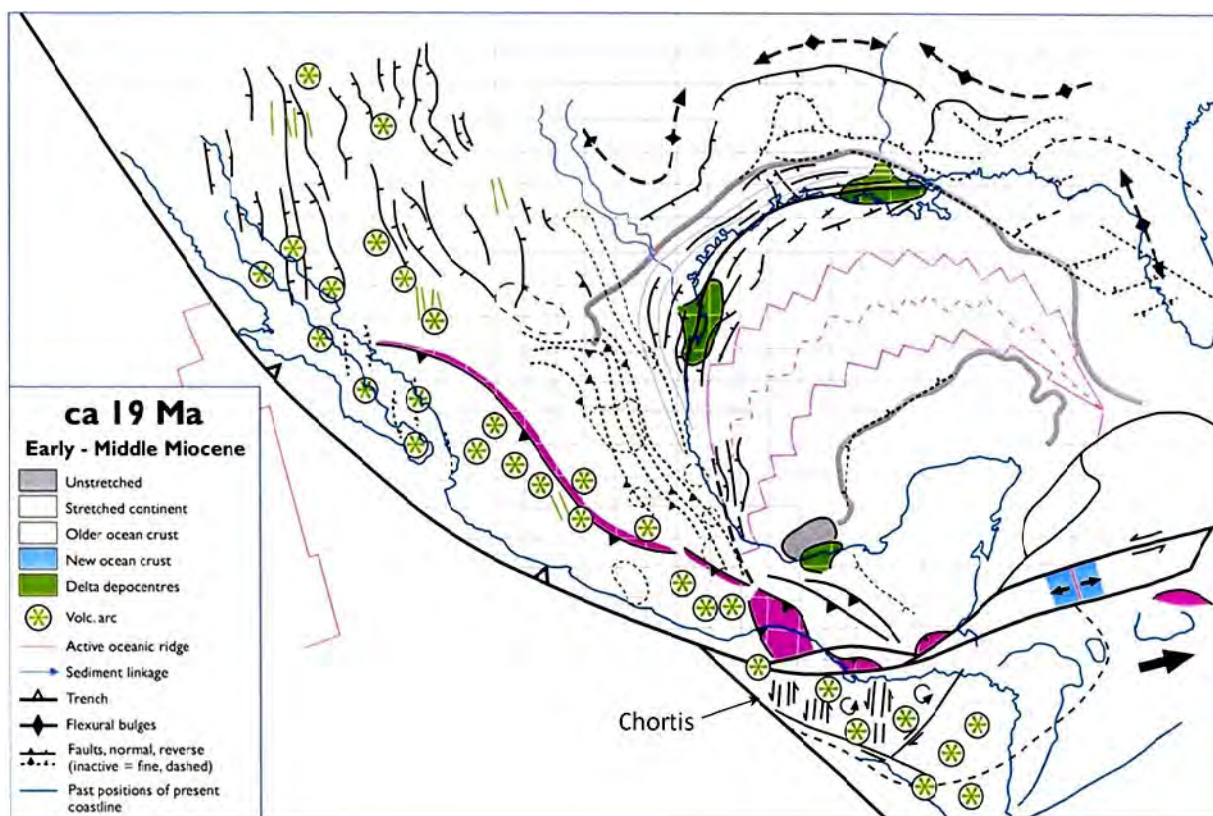 ca 19 Ma
Early - Middle Miocene
Unstretched
Stretched continent
Older ocean crust
New ocean crust
Delta depocentres
Volc. arc
Active oceanic ridge
Sediment linkage
Trench
Flexural bulges
Faults, normal, reverse
(inactive = fine, dashed)
Past positions of present
coastline
Chortis